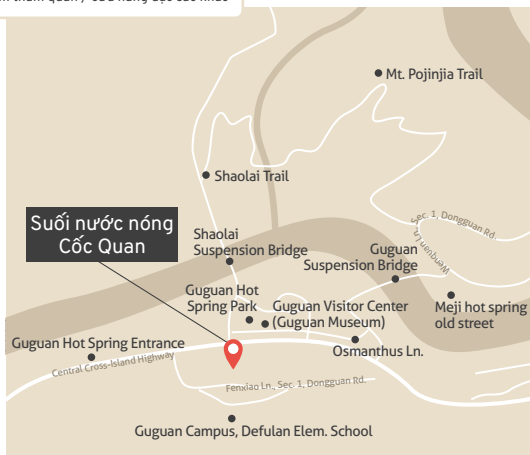 Mt. Pojinjia Trail
Shaolai Trail
Sec. 1, Dongguan Rd.
Wenquan Ln.
Suối nước nóng
Cốc Quan
Shaolai
Suspension Bridge
Guguan
Suspension Bridge
Guguan Hot
Spring Park
Guguan Visitor Center
(Guguan Museum)
Meiji hot spring
old street
Osmanthus Ln.
Guguan Hot Spring Entrance
Central Cross-Island Highway
Fenxiao Ln., Sec. 1, Dongguan Rd.
Guguan Campus, Defulan Elem. School